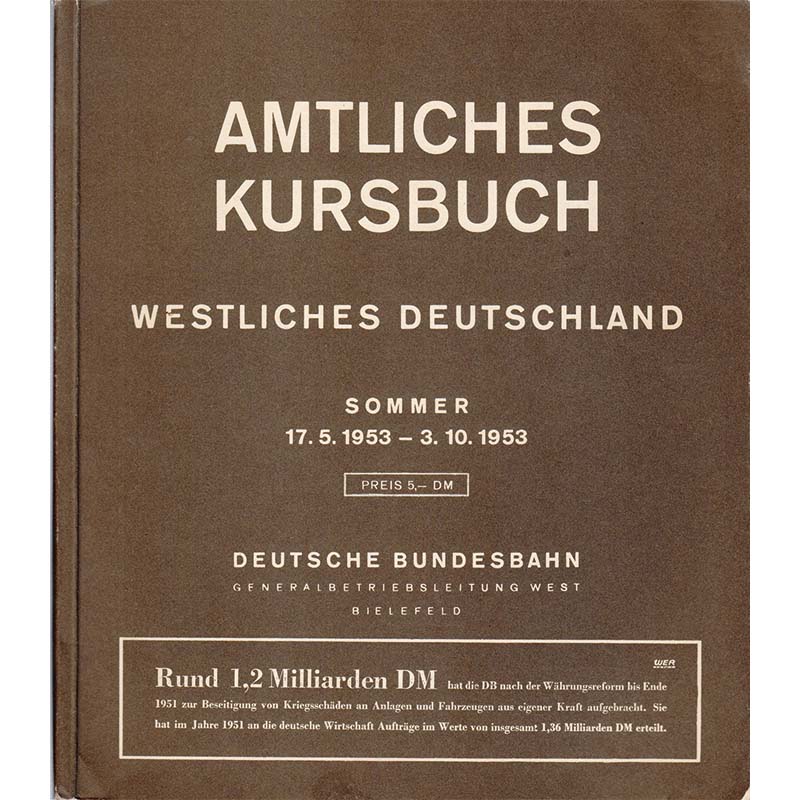 AMTLICHES
KURSBUCH
WESTLICHES DEUTSCHLAND
SOMMER
17. 5. 1953 – 3. 10. 1953
PREIS 5,– DM
DEUTSCHE BUNDESBAHN
GENERALBETRIEBSLEITUNG WEST
BIELEFELD
WER
Rund 1,2 Milliarden DM hat die DB nach der Währungsreform bis Ende
1951 zur Beseitigung von Kriegsschäden an Anlagen und Fahrzeugen aus eigener Kraft aufgebracht. Sie
hat im Jahre 1951 an die deutsche Wirtschaft Aufträge im Werte von insgesamt 1,36 Milliarden DM erteilt.